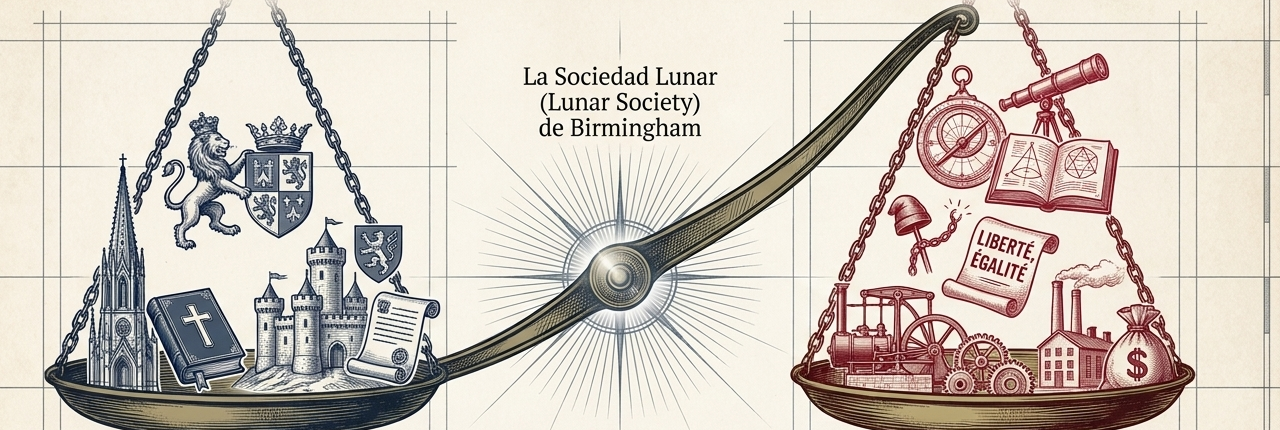 La Sociedad Lunar
(Lunar Society)
de Birmingham
LIBERTÉ,
ÉGALITÉ
$